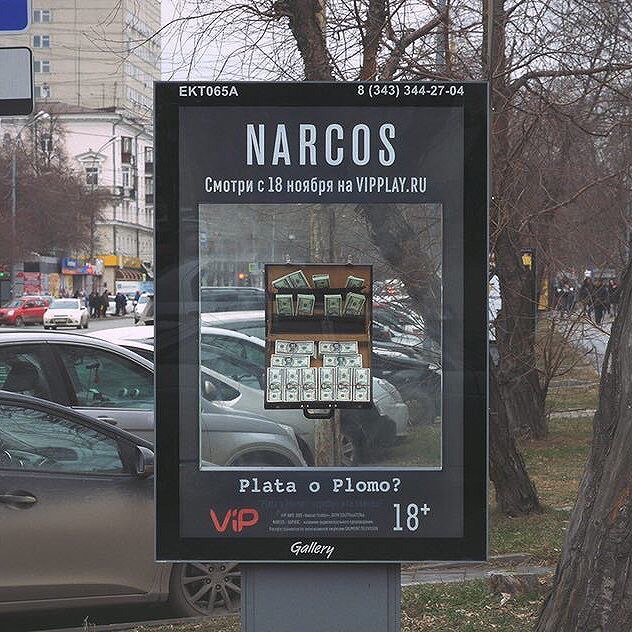 EKT065A 8 (343) 344-27-04
NARCOS
Смотри с 18 ноября на VIPPLAY.RU
Plata o Plomo?
ViP 18+
Gallery